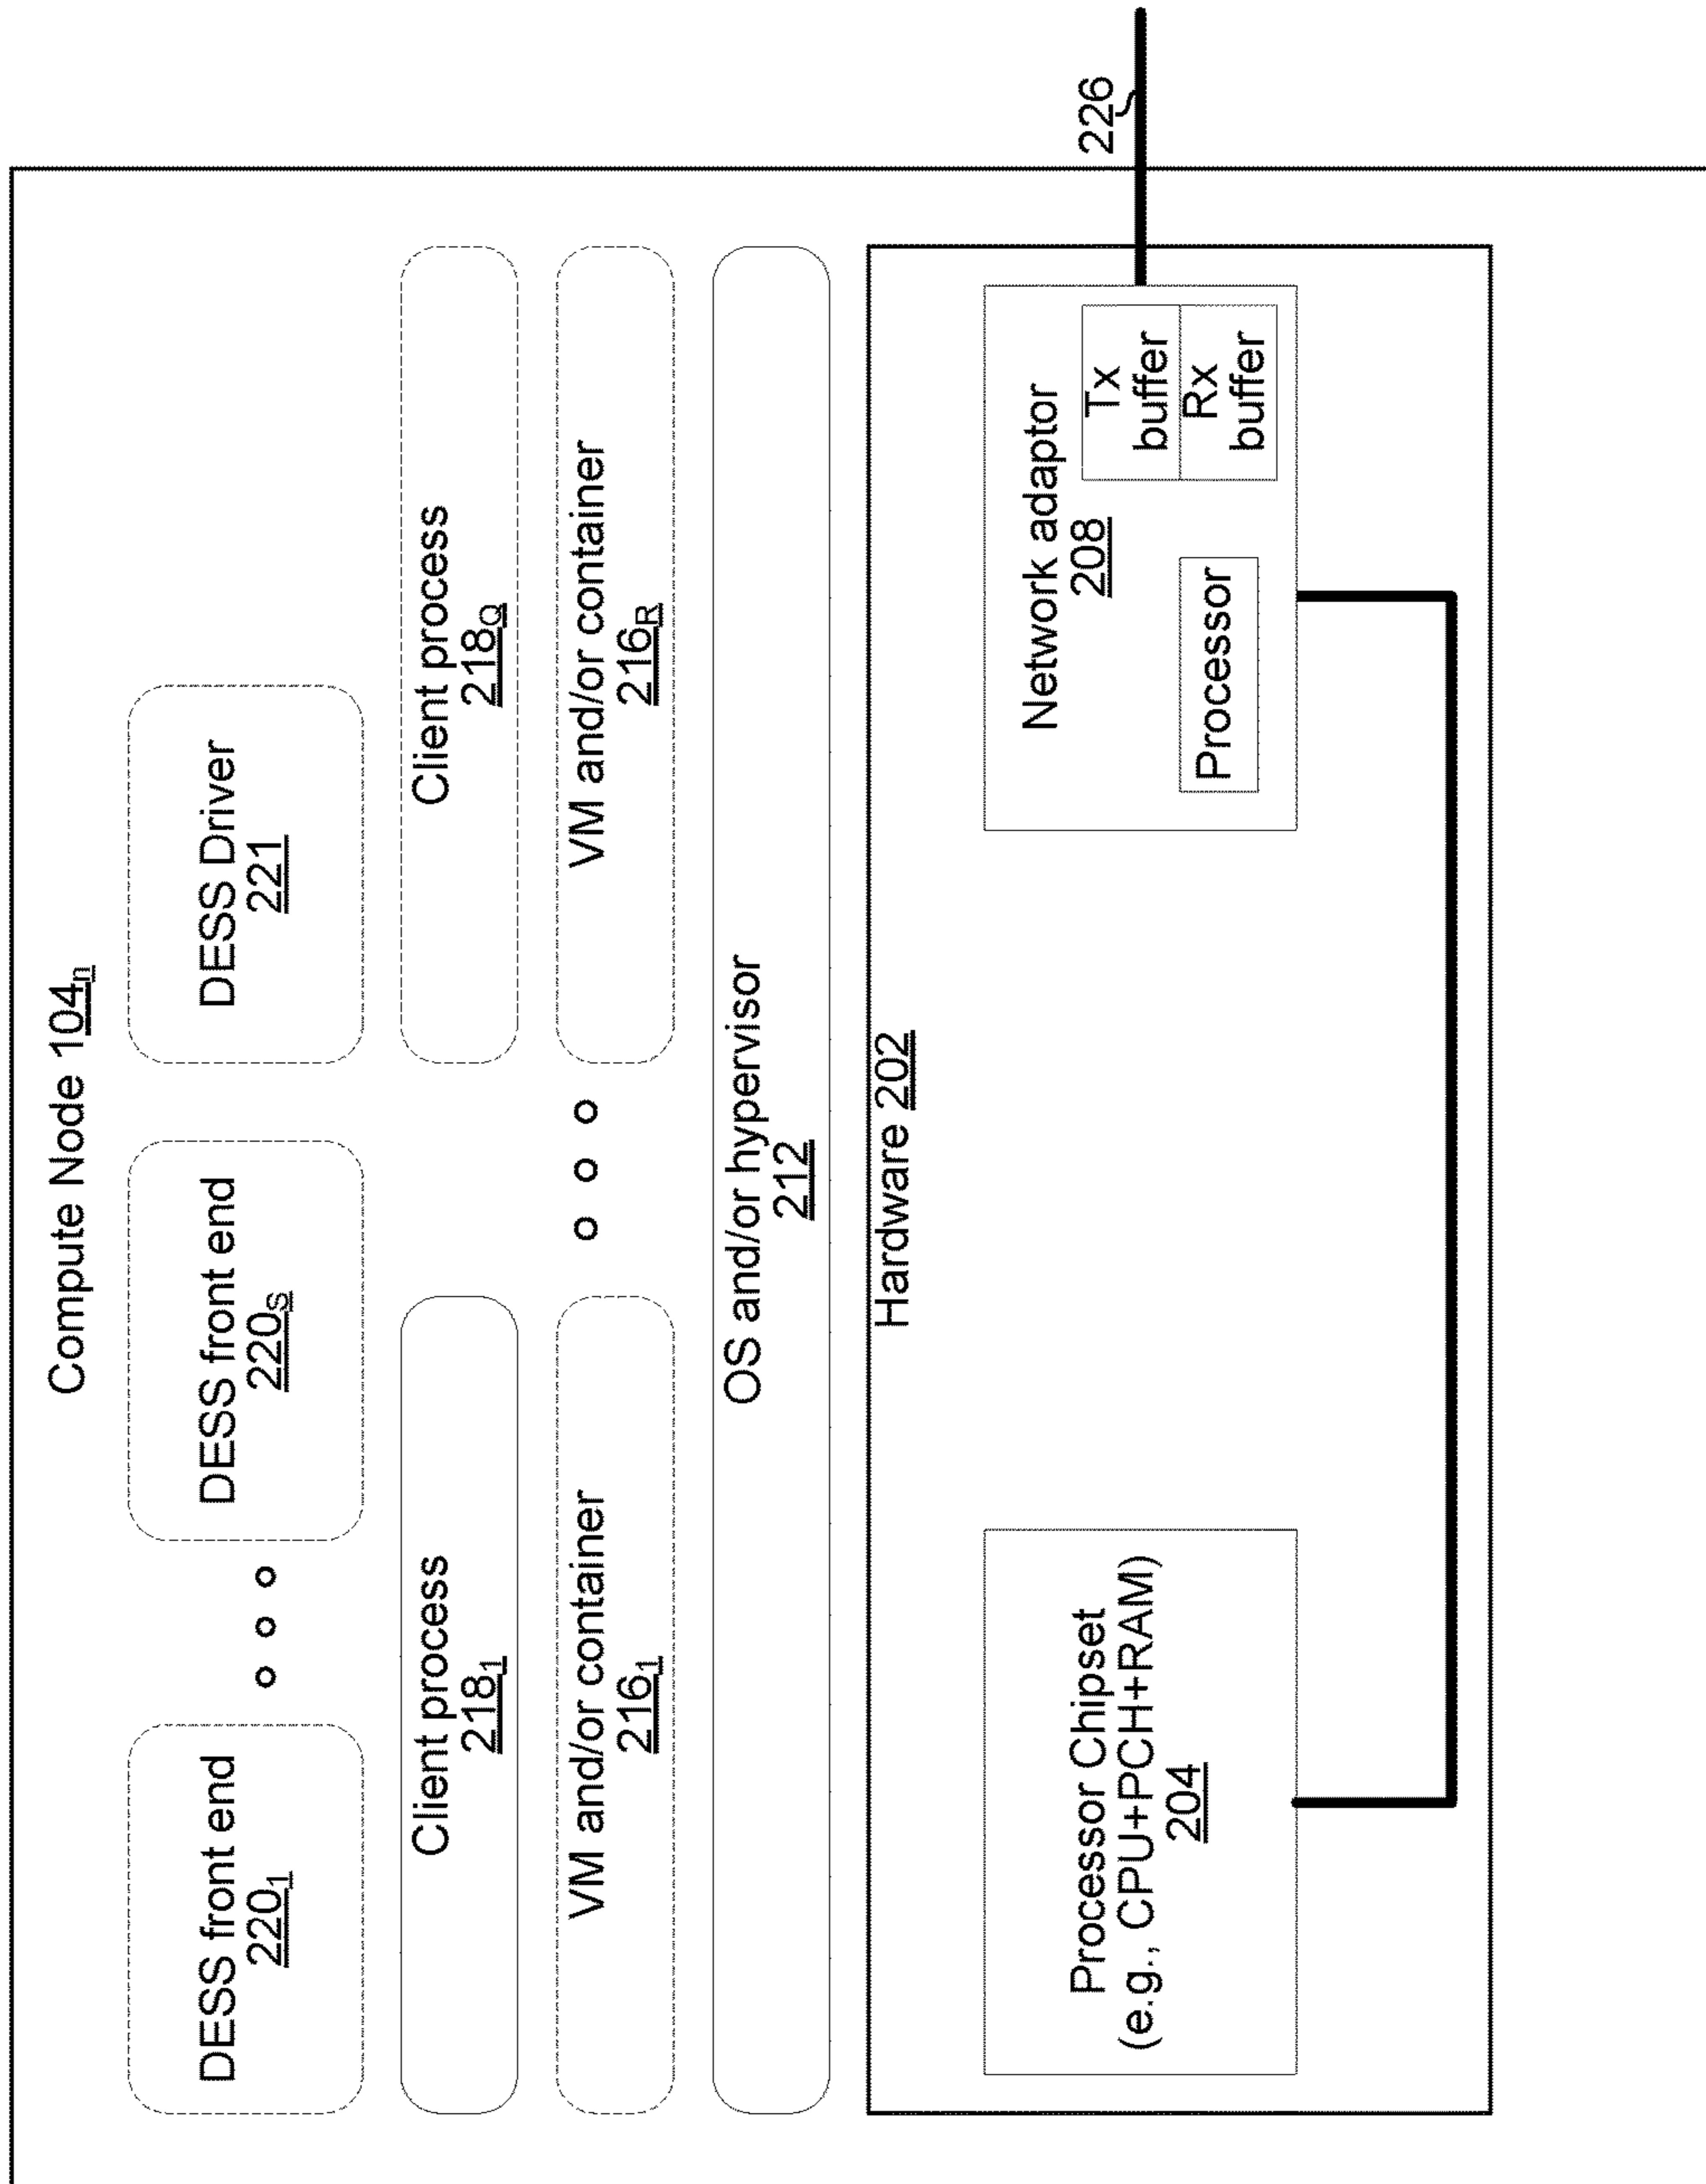 Compute Node 104n
DESS front end
2201
DESS front end
220S
DESS Driver
221
Client process
2181
Client process
218Q
VM and/or container
2161
VM and/or container
216R
OS and/or hypervisor
212
Hardware 202
Processor Chipset
(e.g., CPU+PCH+RAM)
204
Network adaptor
208
Processor
Tx
buffer
Rx
buffer
226